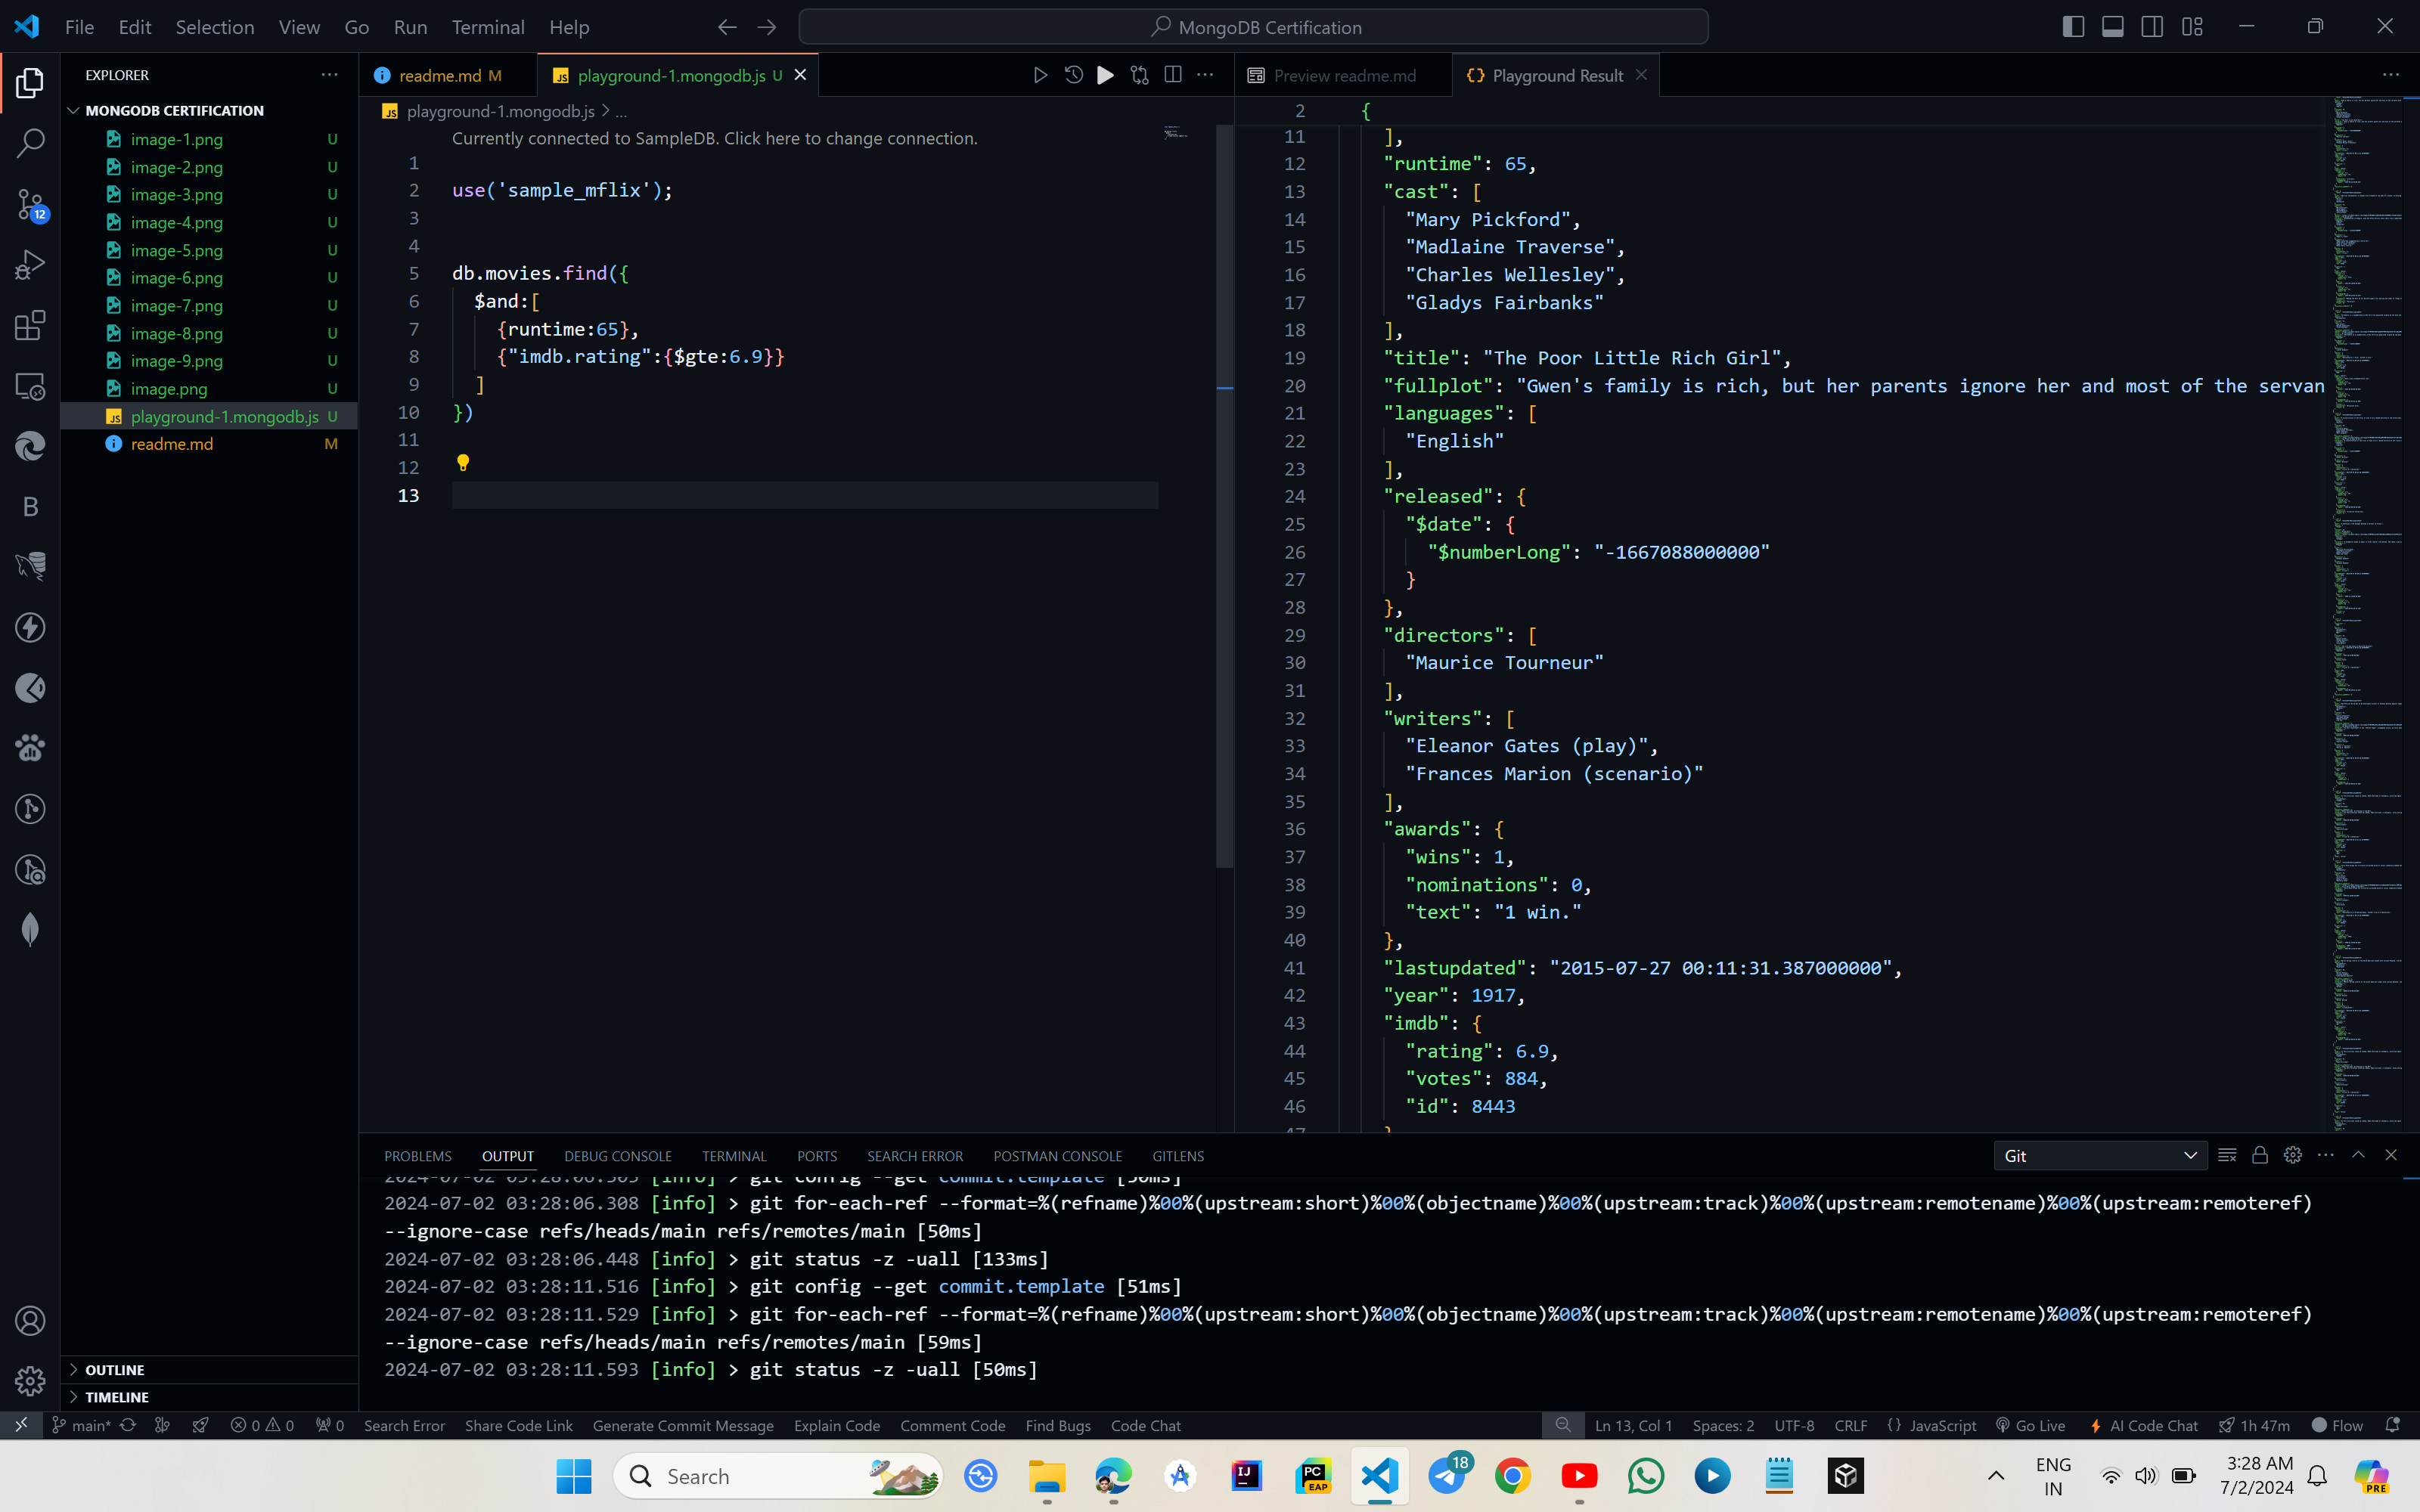 File Edit Selection View Go Run Terminal Help
MongoDB Certification
EXPLORER
MONGODB CERTIFICATION
image-1.png U
image-2.png U
image-3.png U
image-4.png U
image-5.png U
image-6.png U
image-7.png U
image-8.png U
image-9.png U
image.png U
JS playground-1.mongodb.js U
readme.md M
12
B
OUTLINE
TIMELINE
readme.md M
JS playground-1.mongodb.js U
JS playground-1.mongodb.js > ...
Currently connected to SampleDB. Click here to change connection.
1
2 use('sample_mflix');
3
4
5 db.movies.find({
6 $and:[
7 {runtime:65},
8 {"imdb.rating":{$gte:6.9}}
9 ]
10 })
11
12
13
Preview readme.md
{} Playground Result
2 {
11 ],
12 "runtime": 65,
13 "cast": [
14 "Mary Pickford",
15 "Madlaine Traverse",
16 "Charles Wellesley",
17 "Gladys Fairbanks"
18 ],
19 "title": "The Poor Little Rich Girl",
20 "fullplot": "Gwen's family is rich, but her parents ignore her and most of the servan
21 "languages": [
22 "English"
23 ],
24 "released": {
25 "$date": {
26 "$numberLong": "-1667088000000"
27 }
28 },
29 "directors": [
30 "Maurice Tourneur"
31 ],
32 "writers": [
33 "Eleanor Gates (play)",
34 "Frances Marion (scenario)"
35 ],
36 "awards": {
37 "wins": 1,
38 "nominations": 0,
39 "text": "1 win."
40 },
41 "lastupdated": "2015-07-27 00:11:31.387000000",
42 "year": 1917,
43 "imdb": {
44 "rating": 6.9,
45 "votes": 884,
46 "id": 8443
PROBLEMS OUTPUT DEBUG CONSOLE TERMINAL PORTS SEARCH ERROR POSTMAN CONSOLE GITLENS
Git
2024-07-02 03:28:06.308 [info] > git for-each-ref --format=%(refname)%00%(upstream:short)%00%(objectname)%00%(upstream:track)%00%(upstream:remotename)%00%(upstream:remoteref)
--ignore-case refs/heads/main refs/remotes/main [50ms]
2024-07-02 03:28:06.448 [info] > git status -z -uall [133ms]
2024-07-02 03:28:11.516 [info] > git config --get commit.template [51ms]
2024-07-02 03:28:11.529 [info] > git for-each-ref --format=%(refname)%00%(upstream:short)%00%(objectname)%00%(upstream:track)%00%(upstream:remotename)%00%(upstream:remoteref)
--ignore-case refs/heads/main refs/remotes/main [59ms]
2024-07-02 03:28:11.593 [info] > git status -z -uall [50ms]
main* 0 0 0 Search Error Share Code Link Generate Commit Message Explain Code Comment Code Find Bugs Code Chat
Ln 13, Col 1 Spaces: 2 UTF-8 CRLF {} JavaScript Go Live AI Code Chat 1h 47m Flow
Search
IJ
PC
EAP
18
ENG
IN
3:28 AM
7/2/2024
PRE